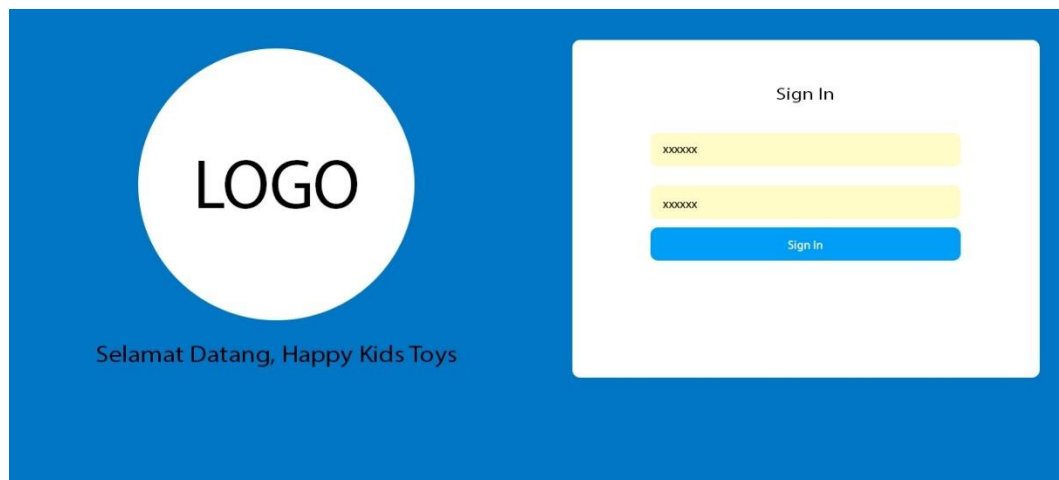 LOGO
Selamat Datang, Happy Kids Toys
Sign In
xxxxxx
xxxxxx
Sign In